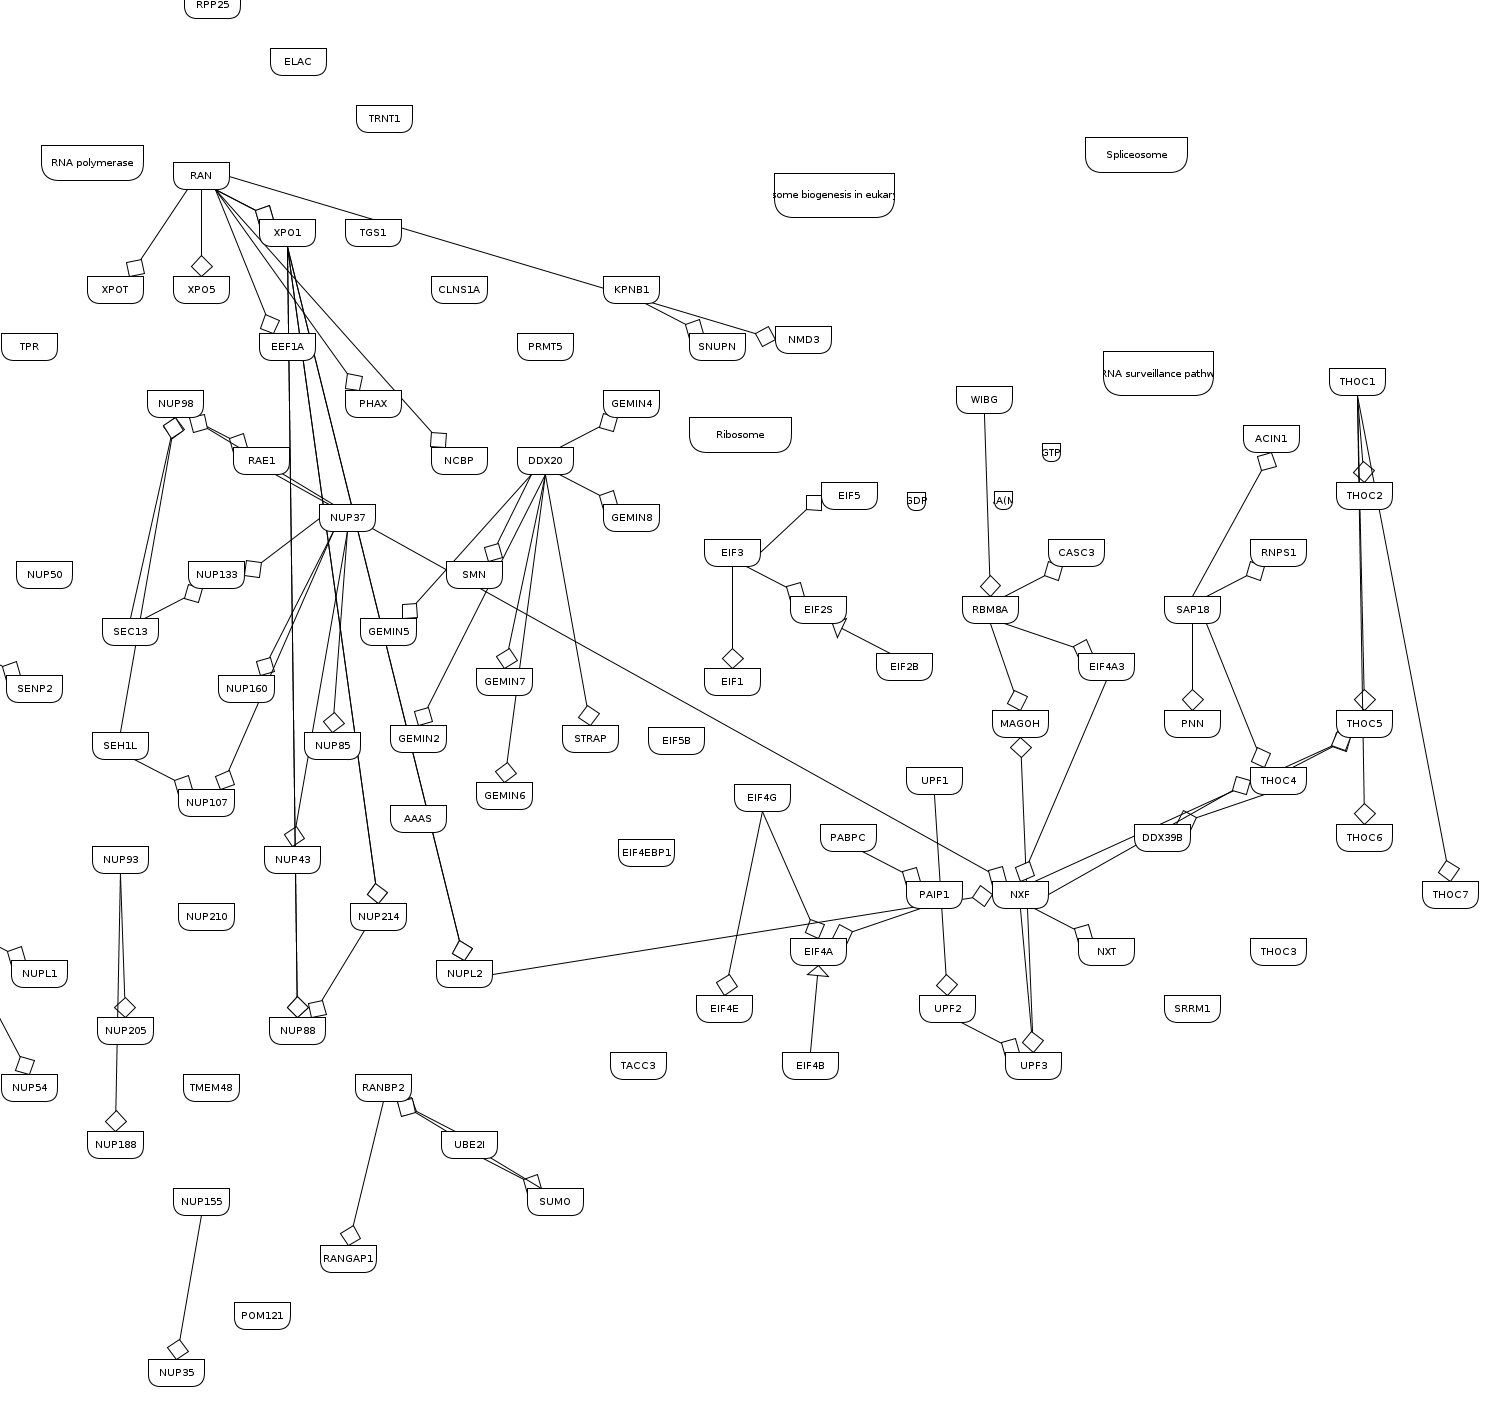 RPP25
ELAC
TRNT1
RNA polymerase
Spliceosome
RAN
some biogenesis in eukar
XPO1
TGS1
XPOT
XPO5
CLNS1A
KPNB1
TPR
EEF1A
PRMT5
SNUPN
NMD3
RNA surveillance pathw
THOC1
NUP98
PHAX
GEMIN4
WIBG
Ribosome
ACIN1
GTP
RAE1
NCBP
DDX20
EIF5
GDP
THOC2
NUP37
GEMIN8
EIF3
CASC3
RNPS1
NUP50
NUP133
SMN
EIF2S
RBM8A
SAP18
SEC13
GEMIN5
EIF2B
EIF4A3
SENP2
NUP160
GEMIN7
EIF1
MAGOH
PNN
THOC5
SEH1L
NUP85
GEMIN2
STRAP
EIF5B
UPF1
THOC4
NUP107
GEMIN6
EIF4G
AAAS
PABPC
DDX39B
THOC6
NUP93
NUP43
EIF4EBP1
PAIP1
NXF
THOC7
NUP210
NUP214
EIF4A
NXT
THOC3
NUPL1
NUPL2
EIF4E
UPF2
SRRM1
NUP205
NUP88
TACC3
EIF4B
UPF3
NUP54
TMEM48
RANBP2
NUP188
UBE2I
NUP155
SUMO
RANGAP1
POM121
NUP35